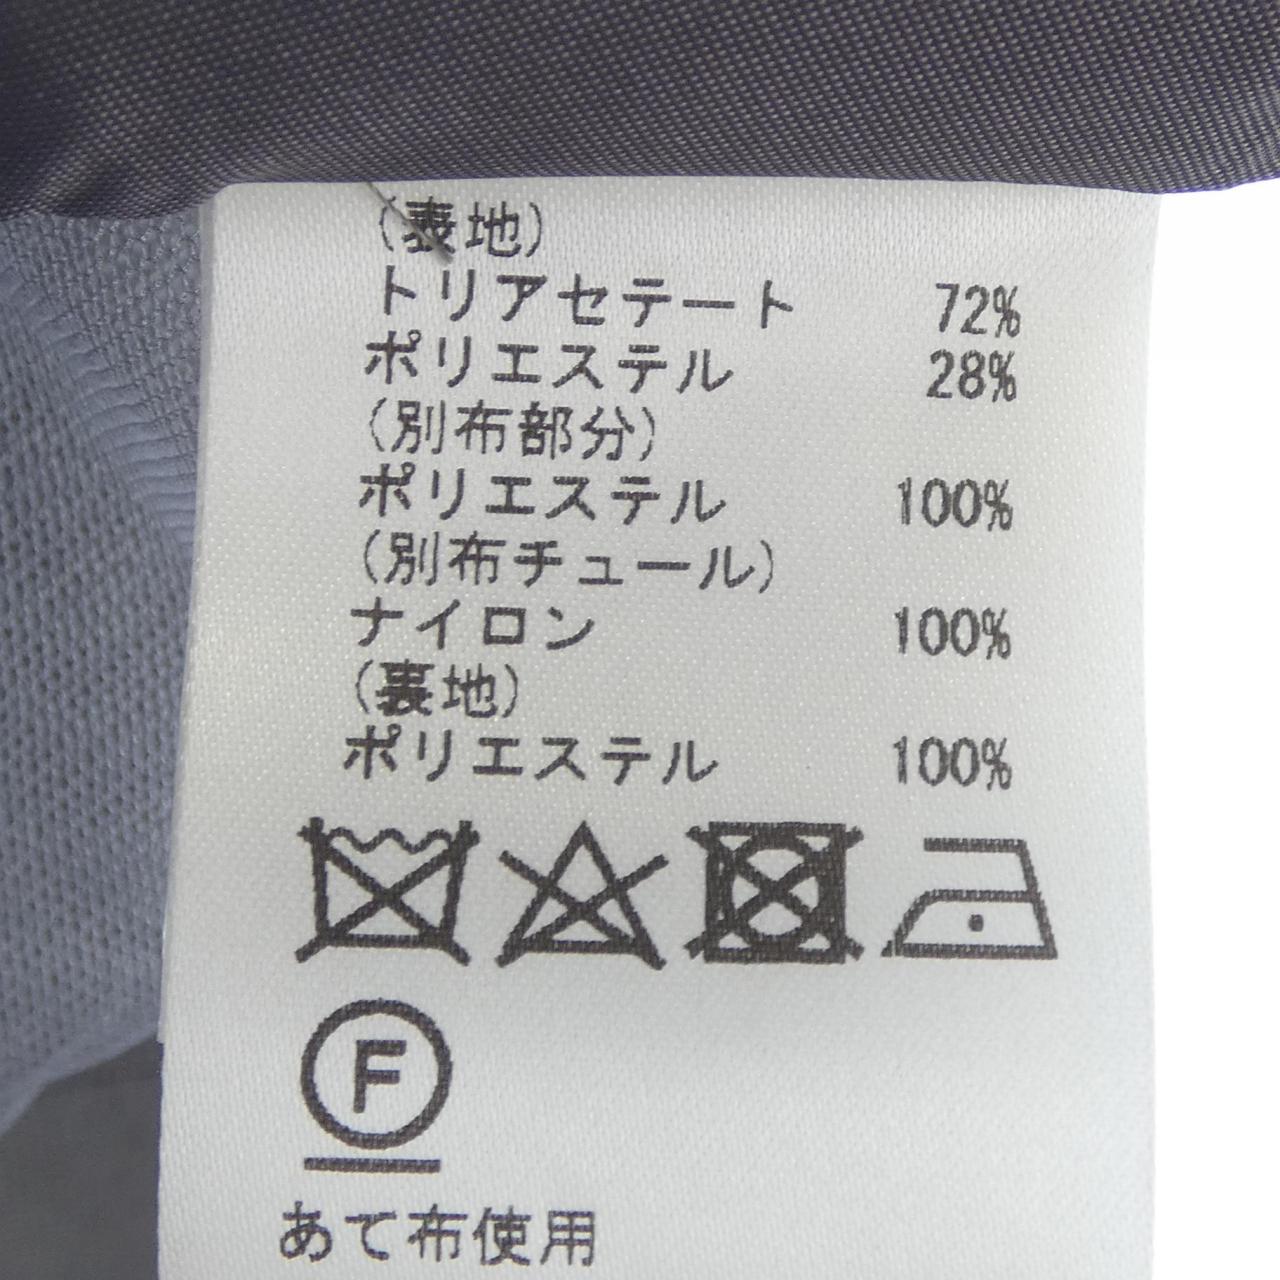 (表地)
トリアセテート 72%
ポリエステル 28%
(別布部分)
ポリエステル 100%
(別布チュール)
ナイロン 100%
(裏地)
ポリエステル 100%
F
あて布使用